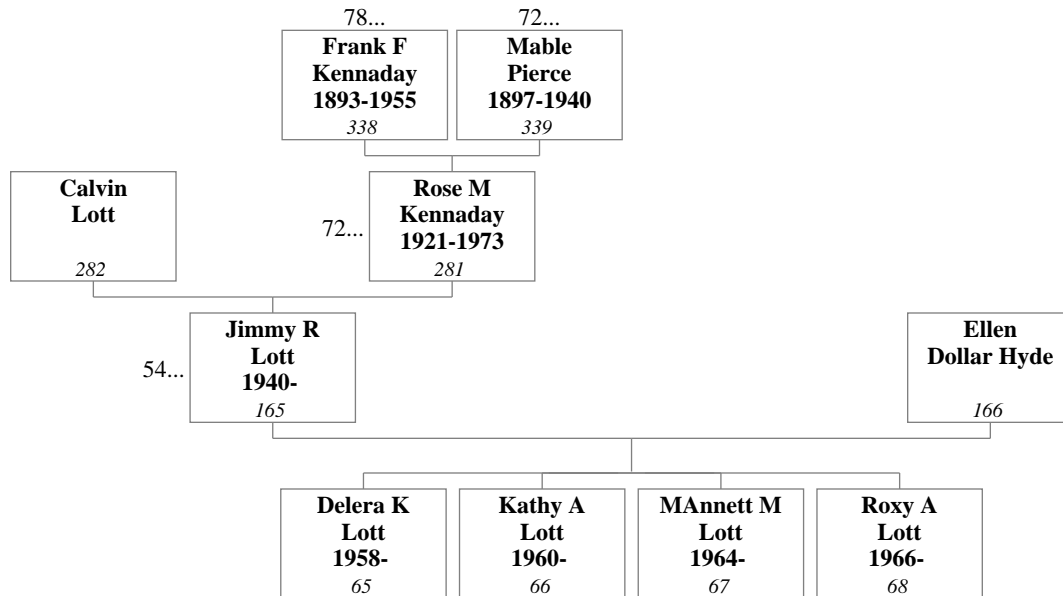 78...
72...
Frank F
Kennaday
1893-1955
338
Mable
Pierce
1897-1940
339
Calvin
Lott
282
72...
Rose M
Kennaday
1921-1973
281
54...
Jimmy R
Lott
1940-
165
Ellen
Dollar Hyde
166
Delera K
Lott
1958-
65
Kathy A
Lott
1960-
66
MAnnett M
Lott
1964-
67
Roxy A
Lott
1966-
68